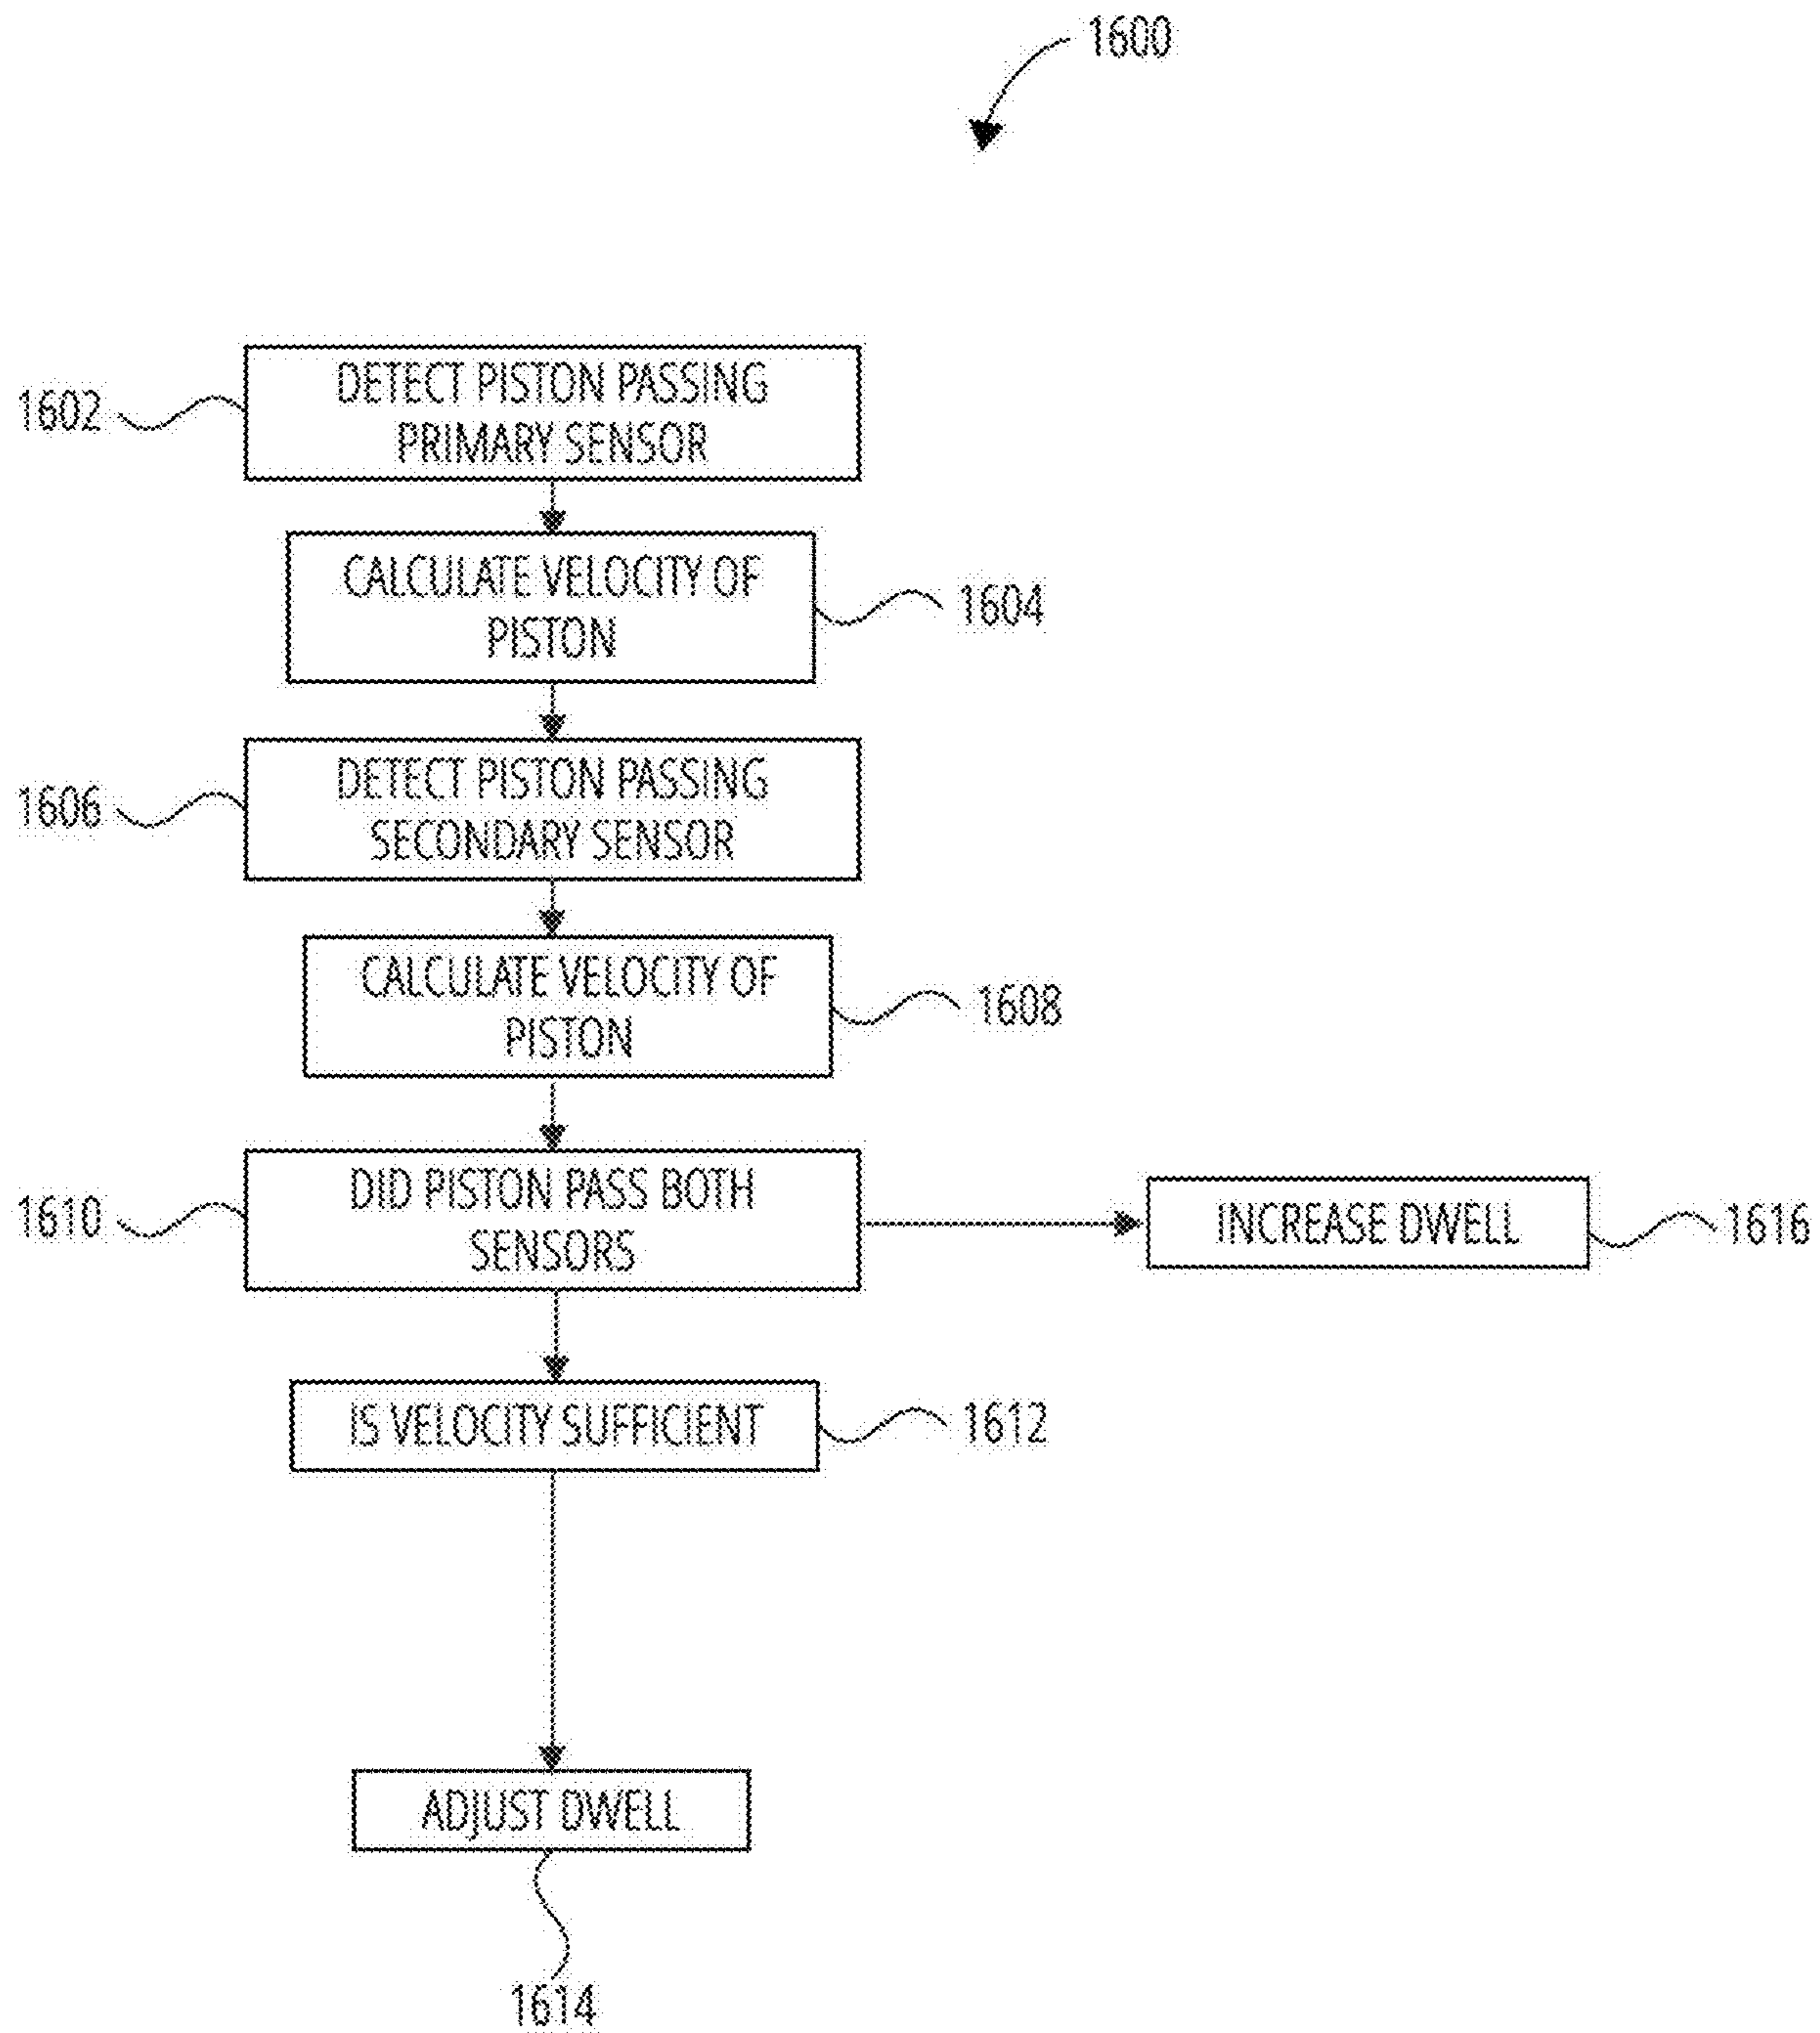 1600
1602
DETECT PISTON PASSING
PRIMARY SENSOR
CALCULATE VELOCITY OF
PISTON
1604
1606
DETECT PISTON PASSING
SECONDARY SENSOR
CALCULATE VELOCITY OF
PISTON
1608
1610
DID PISTON PASS BOTH
SENSORS
INCREASE DWELL
1616
IS VELOCITY SUFFICIENT
1612
ADJUST DWELL
1614